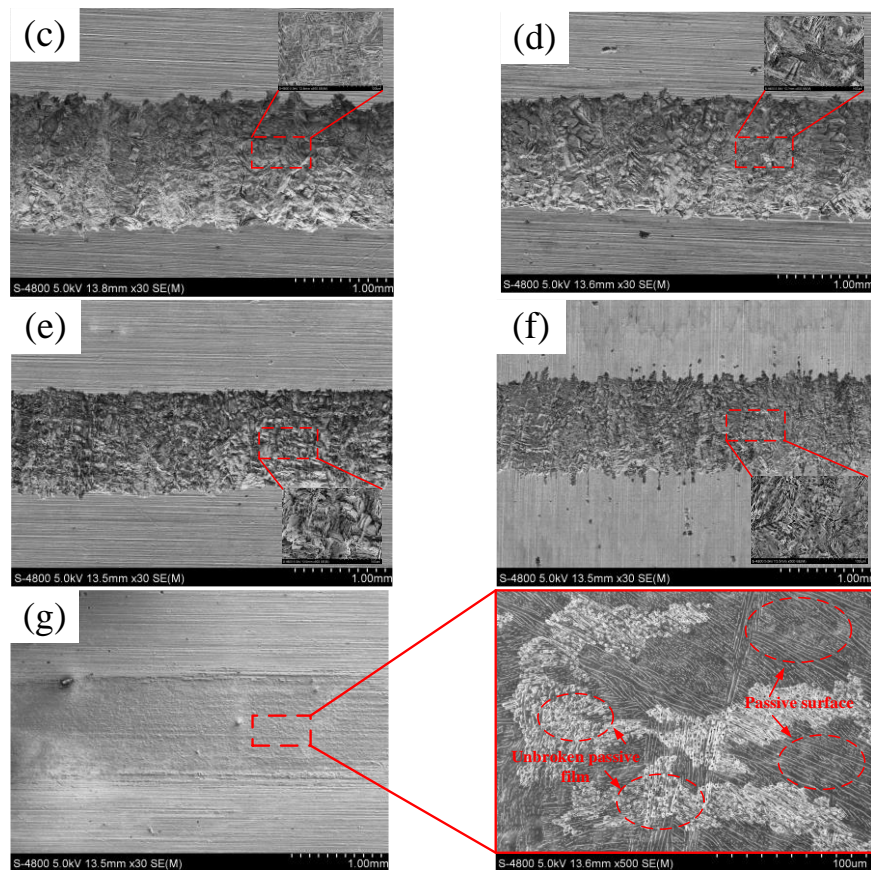 (c)
(d)
S-4800 5.0kV 13.8mm x30 SE(M)
1.00mm
S-4800 5.0kV 13.6mm x30 SE(M)
1.00mm
(e)
(f)
S-4800 5.0kV 13.5mm x30 SE(M)
1.00mm
S-4800 5.0kV 13.5mm x30 SE(M)
1.00mm
(g)
Passive surface
Unbroken passive
film
S-4800 5.0kV 13.5mm x30 SE(M)
1.00mm
S-4800 5.0kV 13.6mm x500 SE(M)
100um